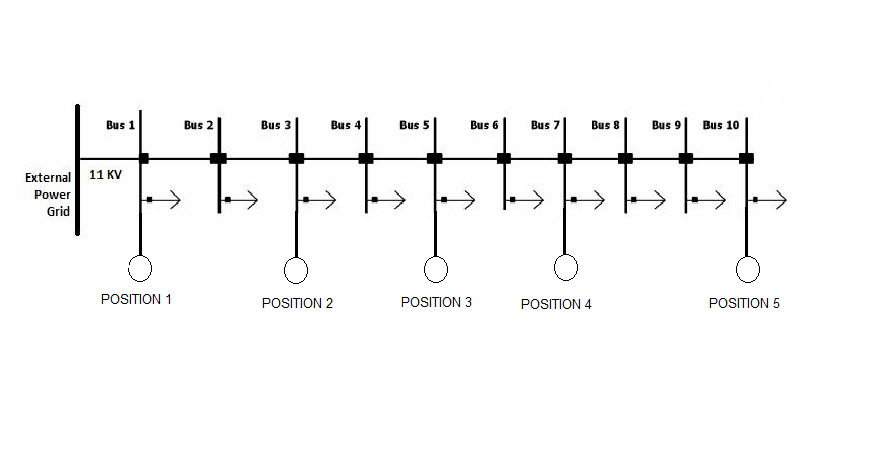 Bus 1
Bus 2
Bus 3
Bus 4
Bus 5
Bus 6
Bus 7
Bus 8
Bus 9
Bus 10
External
Power
Grid
11 KV
POSITION 1
POSITION 2
POSITION 3
POSITION 4
POSITION 5